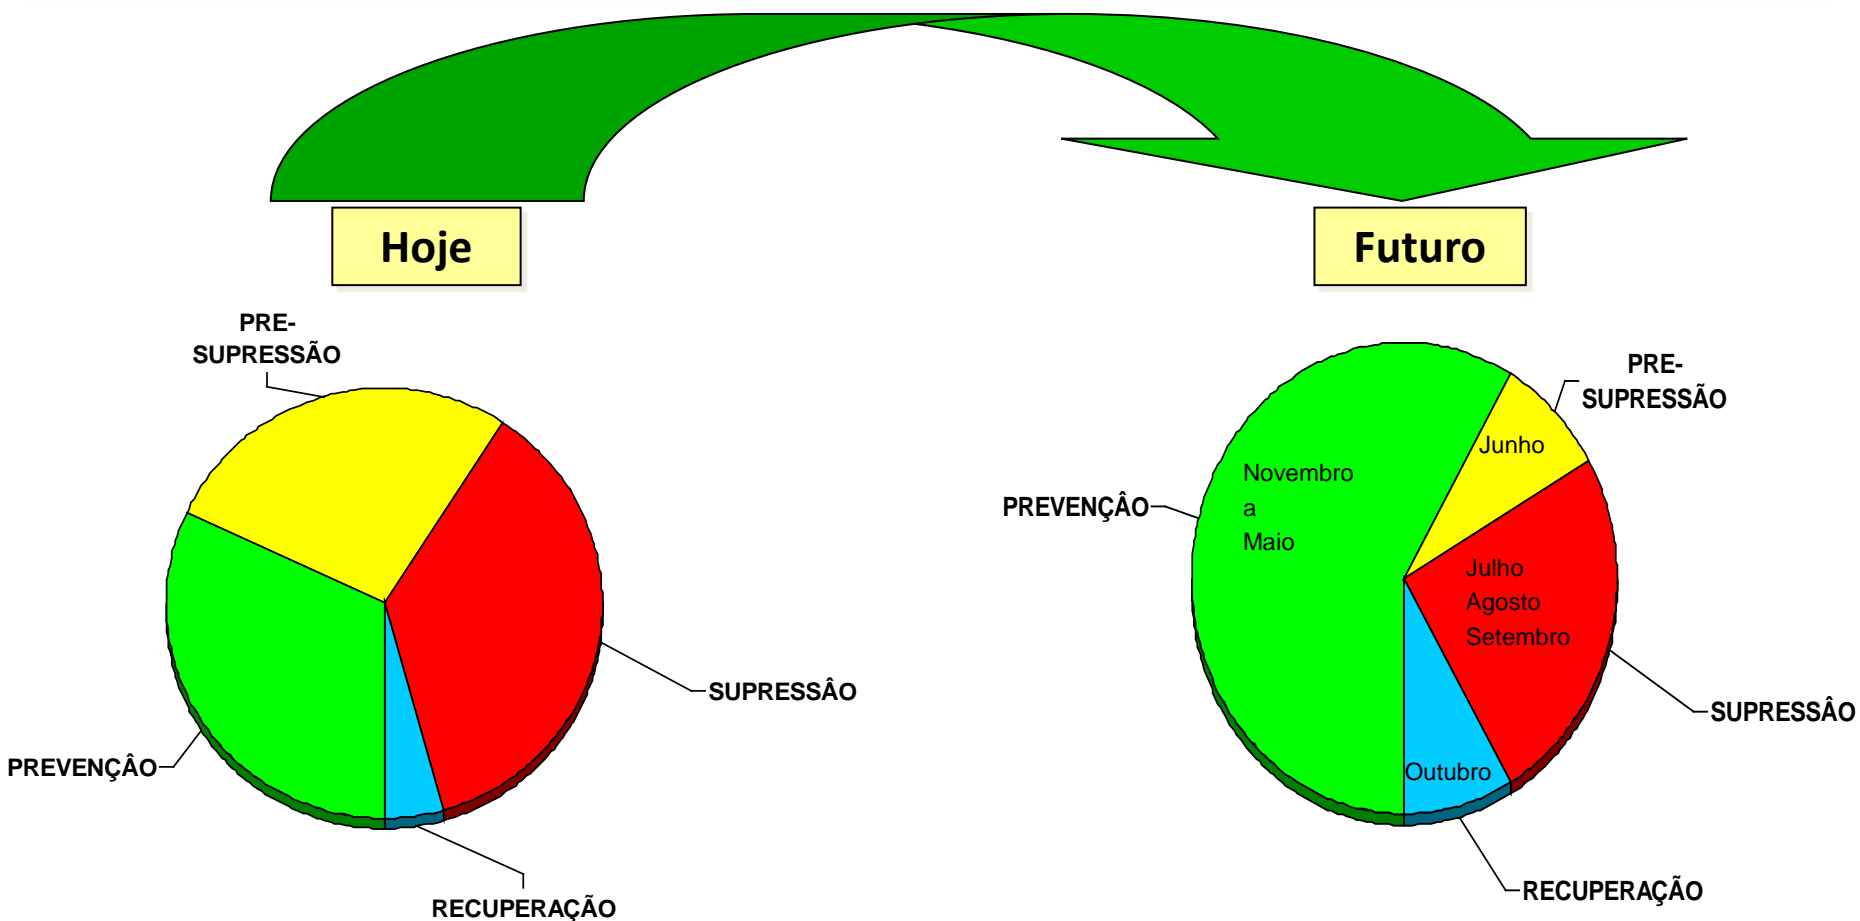 Hoje
Futuro
PRE-
SUPRESSÃO
SUPRESSÂO
PREVENÇÂO
RECUPERAÇÃO
PRE-
SUPRESSÃO
Junho
Novembro
a
Maio
PREVENÇÂO
Julho
Agosto
Setembro
SUPRESSÂO
Outubro
RECUPERAÇÃO